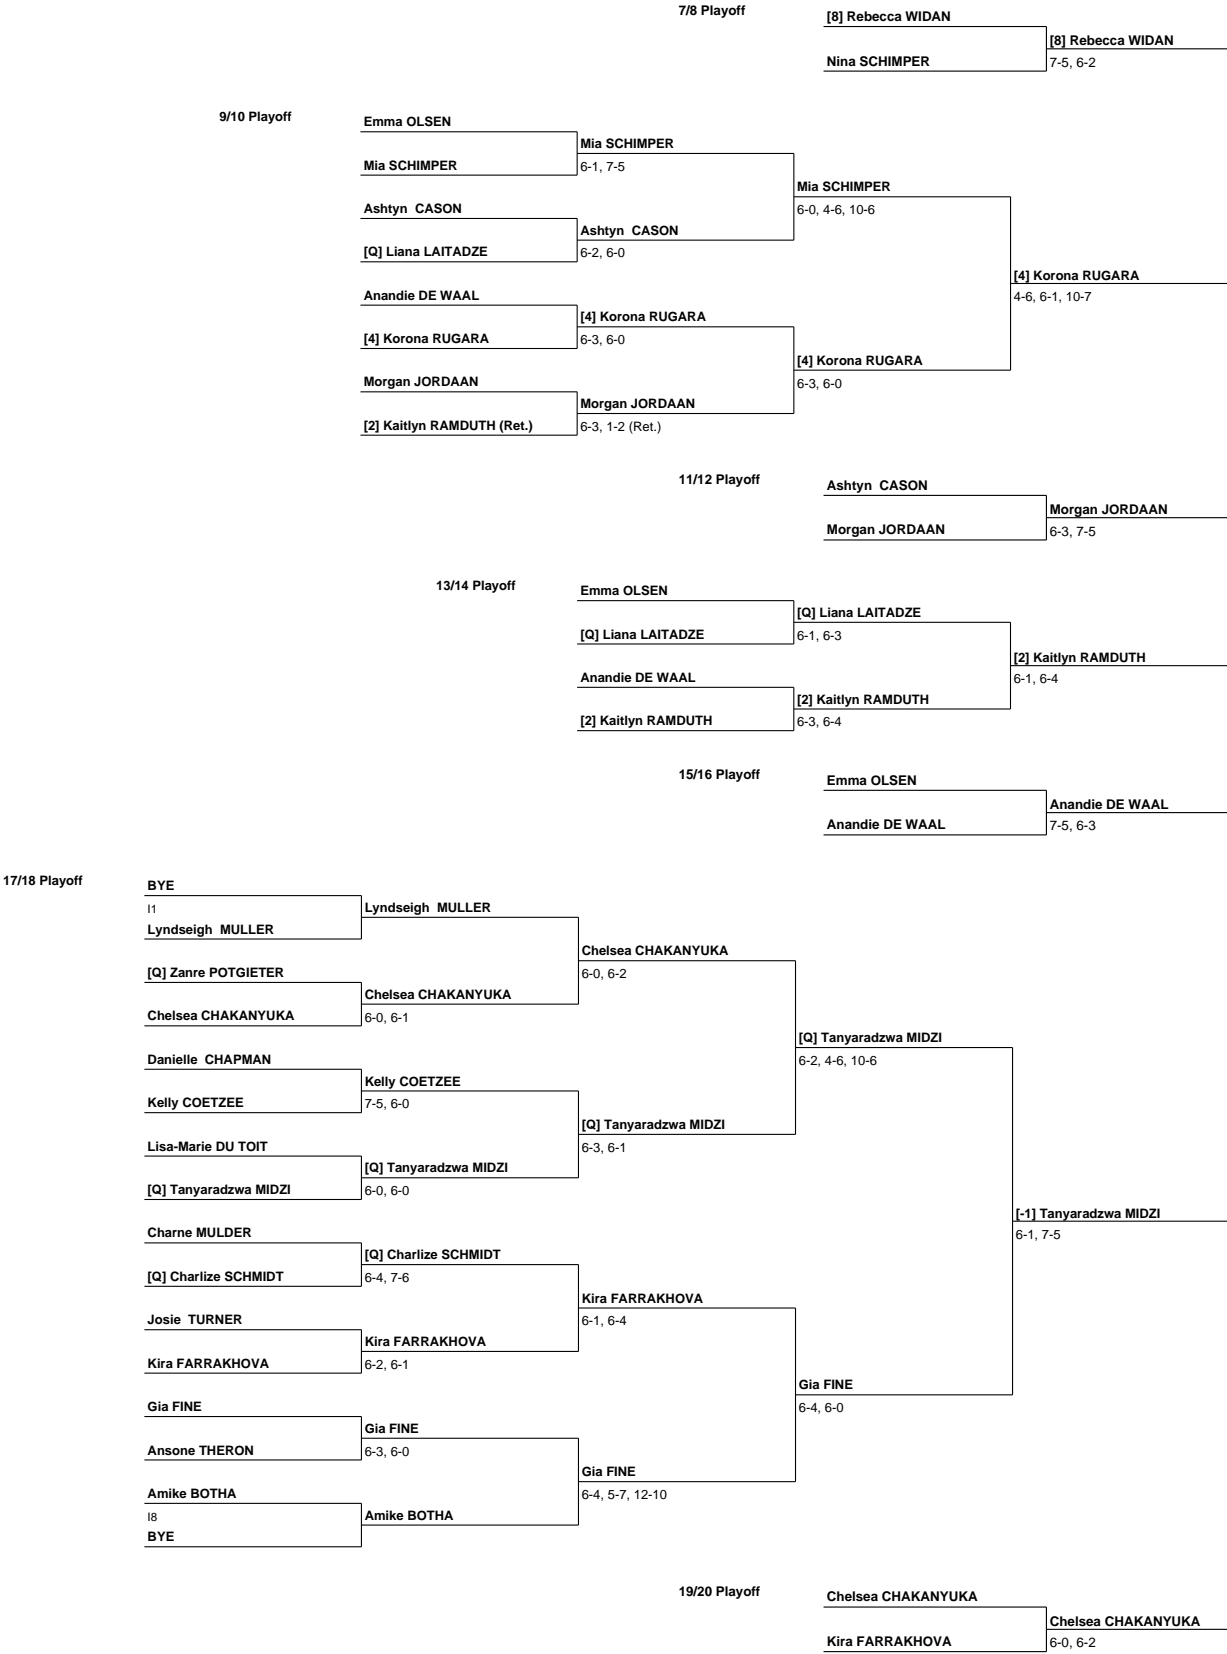 7/8 Playoff
[8] Rebecca WIDAN
[8] Rebecca WIDAN
Nina SCHIMPER
7-5, 6-2
9/10 Playoff
Emma OLSEN
Mia SCHIMPER
Mia SCHIMPER
6-1, 7-5
Mia SCHIMPER
Ashtyn  CASON
6-0, 4-6, 10-6
Ashtyn  CASON
[Q] Liana LAITADZE
6-2, 6-0
[4] Korona RUGARA
Anandie DE WAAL
4-6, 6-1, 10-7
[4] Korona RUGARA
[4] Korona RUGARA
6-3, 6-0
[4] Korona RUGARA
Morgan JORDAAN
6-3, 6-0
Morgan JORDAAN
[2] Kaitlyn RAMDUTH (Ret.)
6-3, 1-2 (Ret.)
11/12 Playoff
Ashtyn  CASON
Morgan JORDAAN
Morgan JORDAAN
6-3, 7-5
13/14 Playoff
Emma OLSEN
[Q] Liana LAITADZE
[Q] Liana LAITADZE
6-1, 6-3
[2] Kaitlyn RAMDUTH
Anandie DE WAAL
6-1, 6-4
[2] Kaitlyn RAMDUTH
[2] Kaitlyn RAMDUTH
6-3, 6-4
15/16 Playoff
Emma OLSEN
Anandie DE WAAL
Anandie DE WAAL
7-5, 6-3
17/18 Playoff
BYE
I1
Lyndseigh  MULLER
Lyndseigh  MULLER
Chelsea CHAKANYUKA
[Q] Zanre POTGIETER
6-0, 6-2
Chelsea CHAKANYUKA
Chelsea CHAKANYUKA
6-0, 6-1
[Q] Tanyaradzwa MIDZI
Danielle  CHAPMAN
6-2, 4-6, 10-6
Kelly COETZEE
Kelly COETZEE
7-5, 6-0
[Q] Tanyaradzwa MIDZI
Lisa-Marie DU TOIT
6-3, 6-1
[Q] Tanyaradzwa MIDZI
[Q] Tanyaradzwa MIDZI
6-0, 6-0
[-1] Tanyaradzwa MIDZI
Charne MULDER
6-1, 7-5
[Q] Charlize SCHMIDT
[Q] Charlize SCHMIDT
6-4, 7-6
Kira FARRAKHOVA
Josie  TURNER
6-1, 6-4
Kira FARRAKHOVA
Kira FARRAKHOVA
6-2, 6-1
Gia FINE
Gia FINE
6-4, 6-0
Gia FINE
Ansone THERON
6-3, 6-0
Gia FINE
Amike BOTHA
6-4, 5-7, 12-10
I8
Amike BOTHA
BYE
19/20 Playoff
Chelsea CHAKANYUKA
Chelsea CHAKANYUKA
Kira FARRAKHOVA
6-0, 6-2